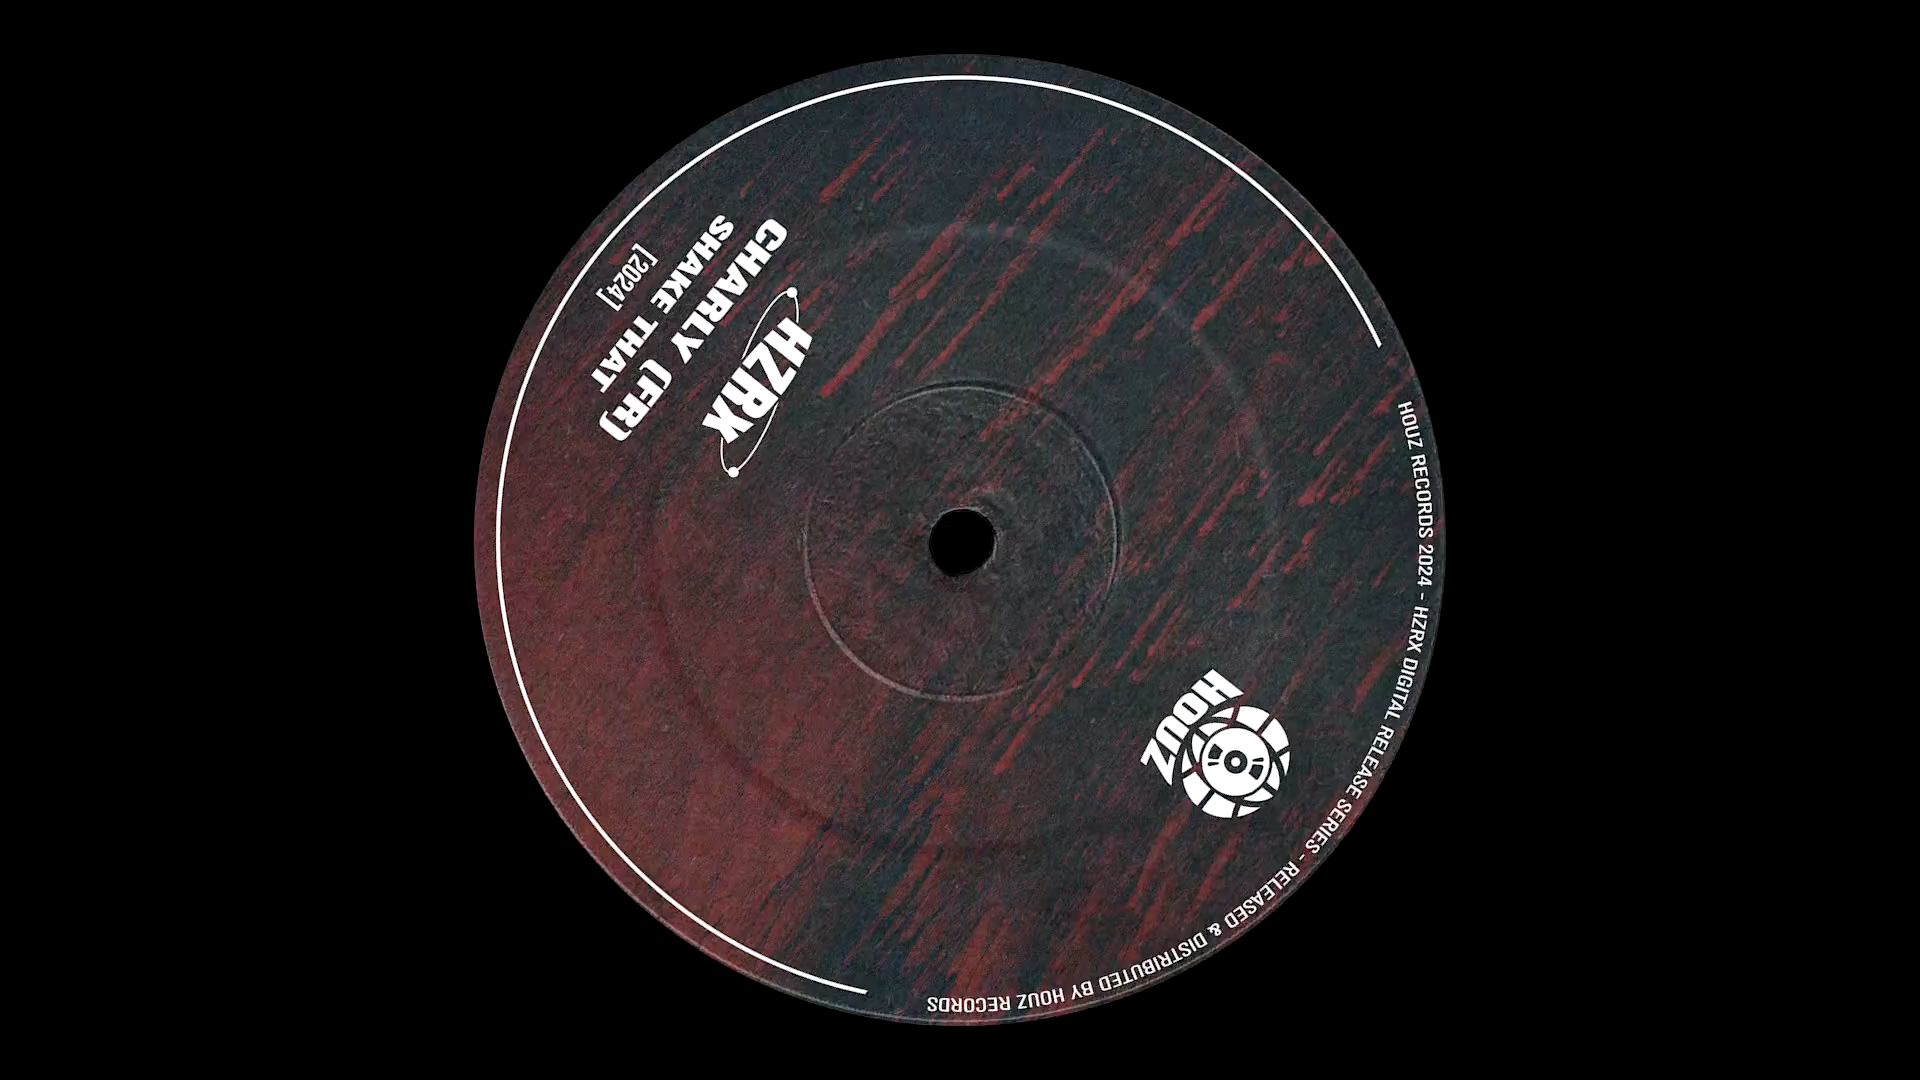 HZRX
CHARLY (FR)
SHAKE THAT
[2024]
HOUZ
HOUZ RECORDS 2024 - HZRX DIGITAL RELEASE SERIES - RELEASED & DISTRIBUTED BY HOUZ RECORDS